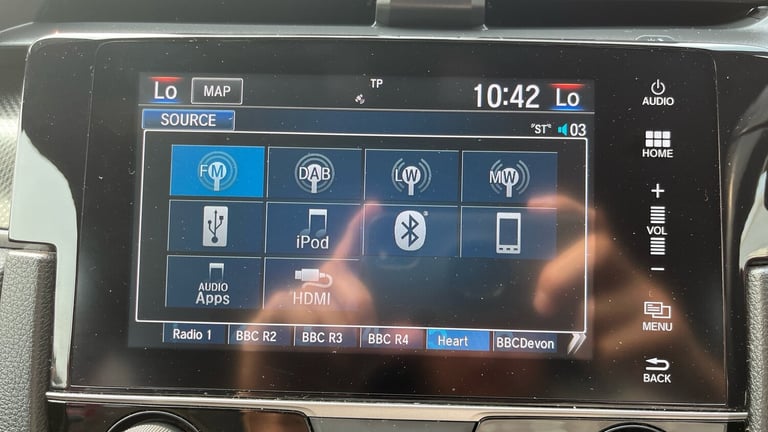 Lo MAP TP 10:42 Lo
AUDIO
SOURCE
"ST" 03
HOME
FM DAB LW MW
+
VOL
iPod
−
AUDIO
Apps HDMI
MENU
Radio 1 BBC R2 BBC R3 BBC R4 Heart BBCDevon
BACK